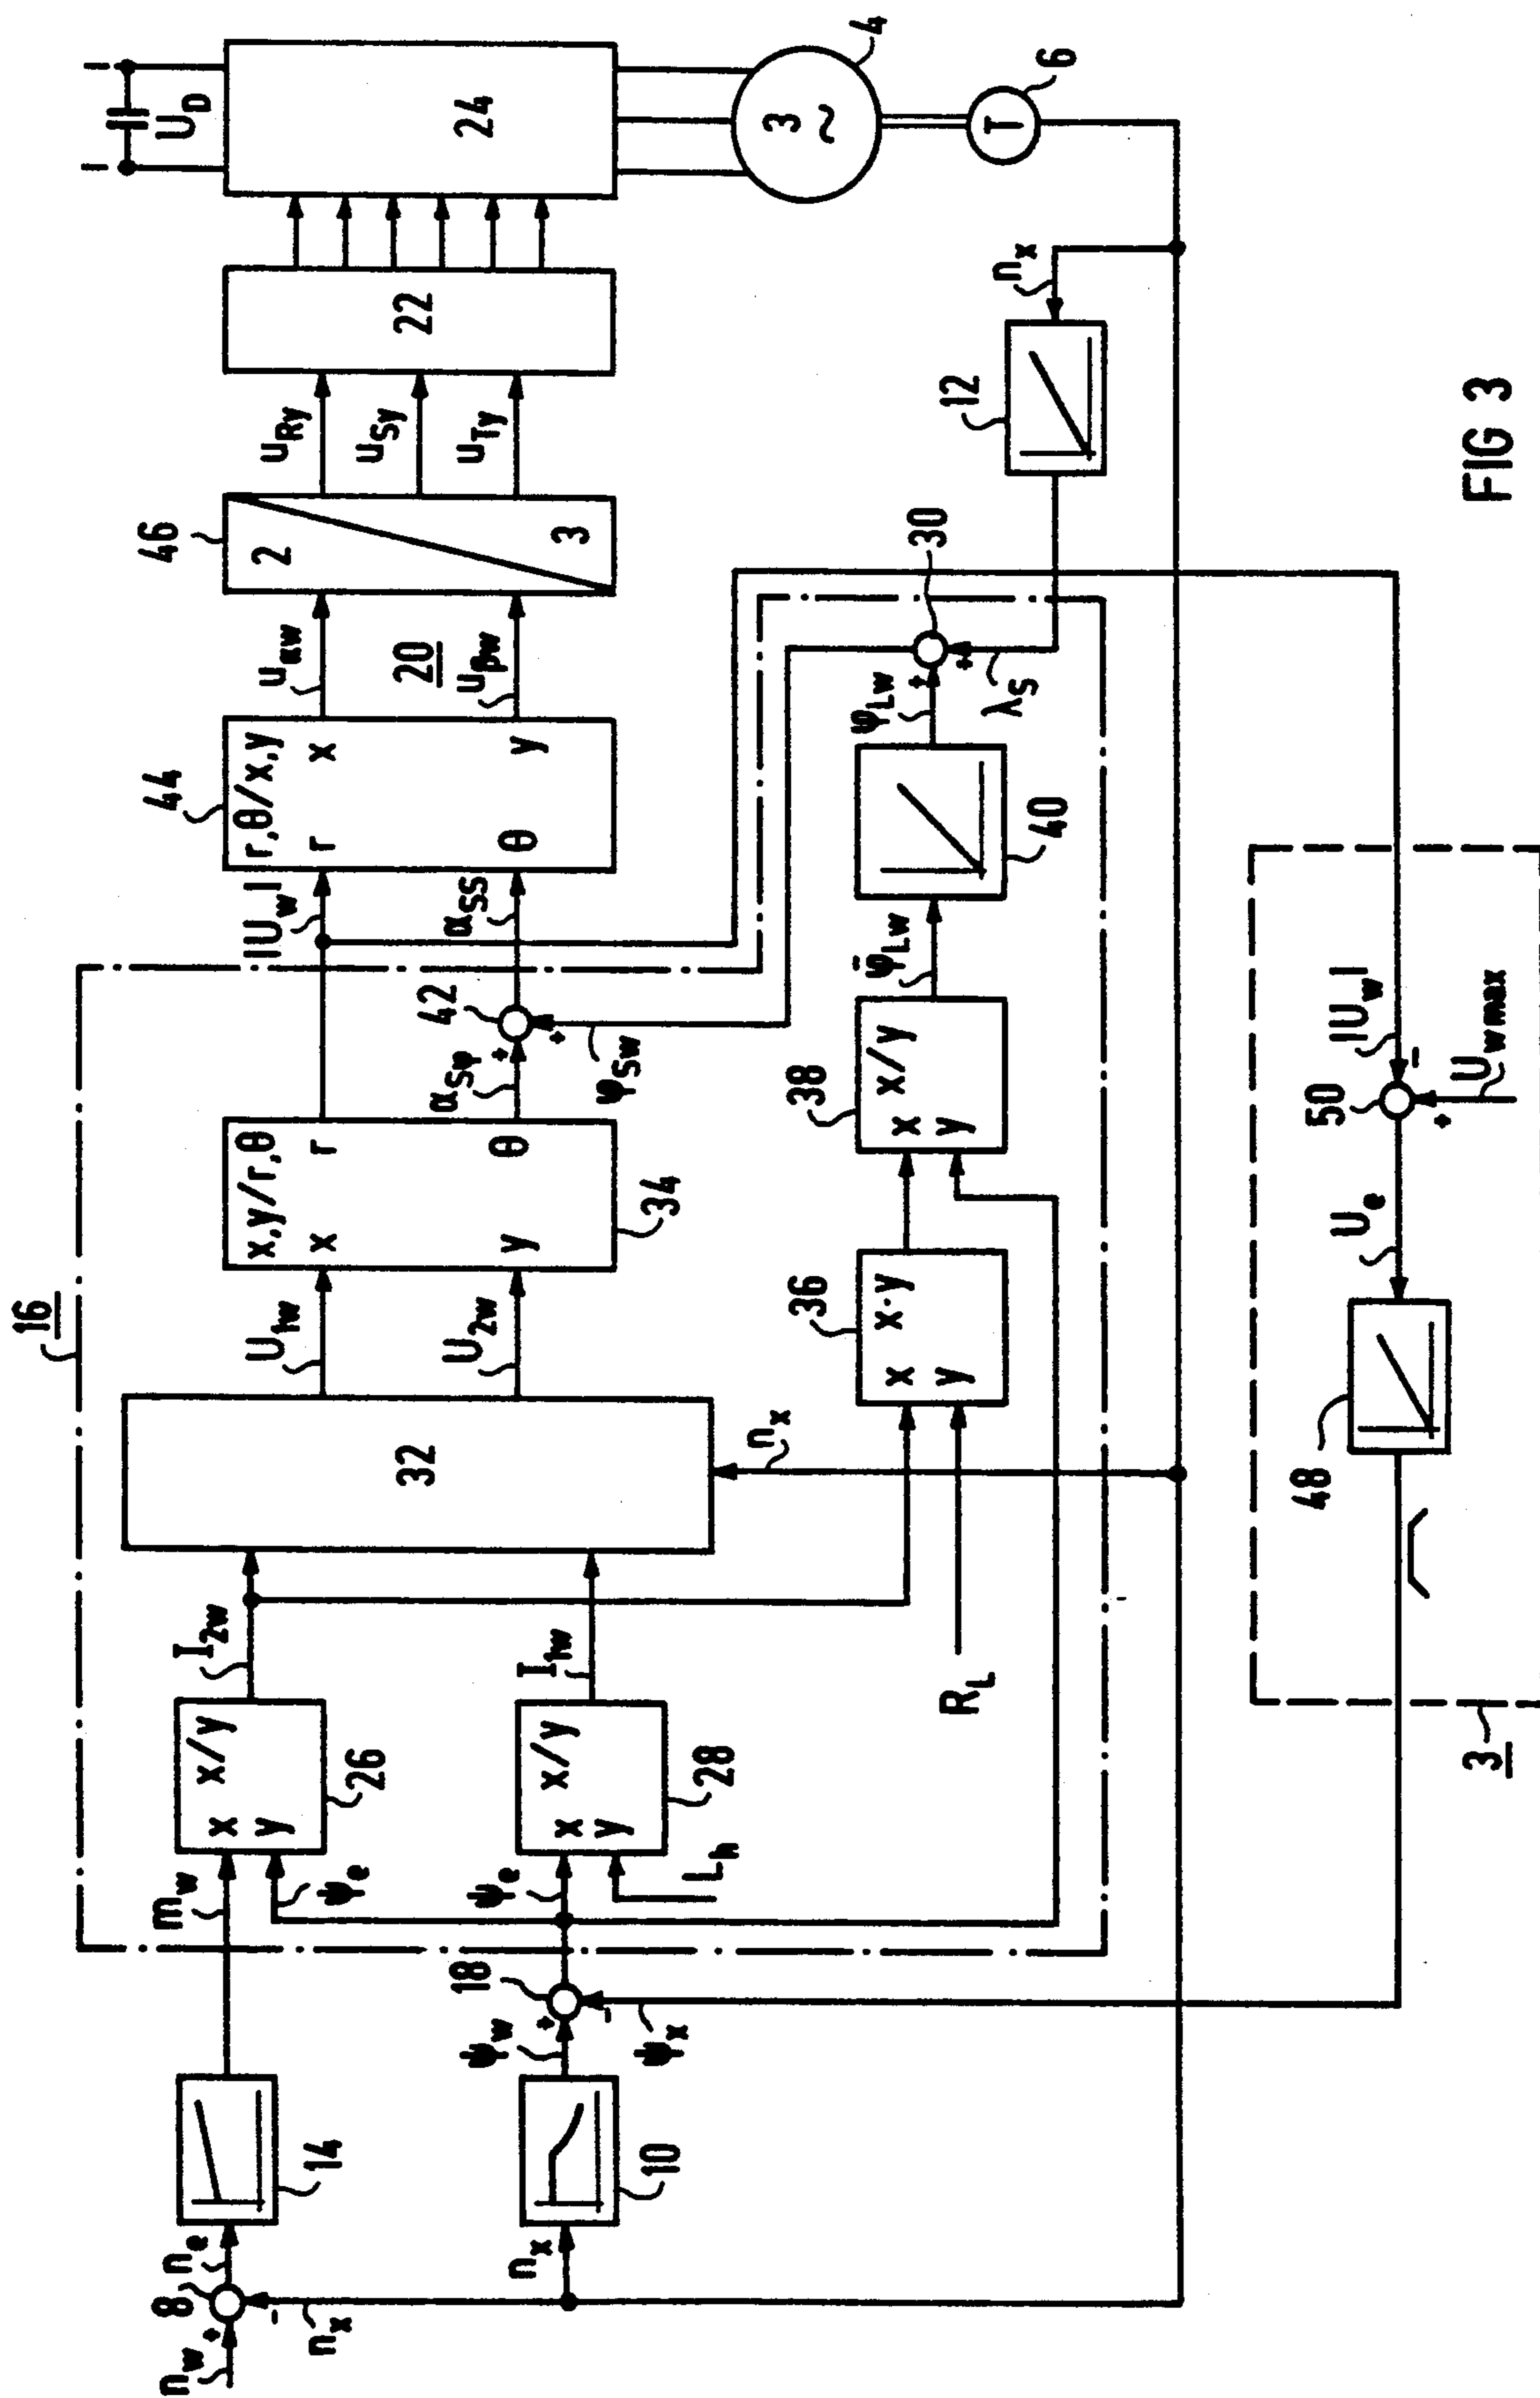 16
n_w
+
8
-
n_e
n_x
14
m_w
ψ_e
x x/y
y
26
I_2w
n_x
10
ψ_w
+
18
-
ψ_x
ψ_e
L_h
x x/y
y
28
I_1w
32
n_x
U_1w
U_2w
x,y/r,θ
x r
y θ
34
α_Sφ
+
42
+
φ_Sw
|U_w|
α_SS
44
r,θ/x,y
r x
θ y
u_αw
20
u_βw
46
2
3
u_Ry
u_Sy
u_Ty
22
24
U_D
3
~
4
T
6
R_L
36
x x·y
y
38
x x/y
y
φ̇_Lw
40
φ_Lw
+
30
+
λ_S
12
n_x
3
48
U_e
50
-
+
|U_w|
U_wmax
FIG 3